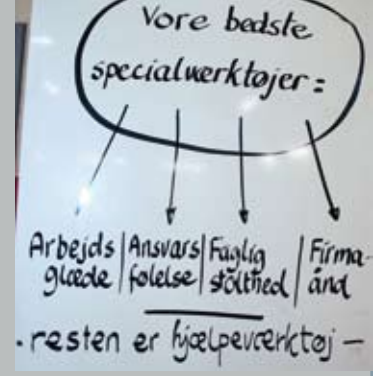 Vore bedste
specialværktøjer:
Arbejds | Ansvars | Faglig | Firma-
glæde | følelse | stolthed | ånd
- resten er hjælpeværktøj -